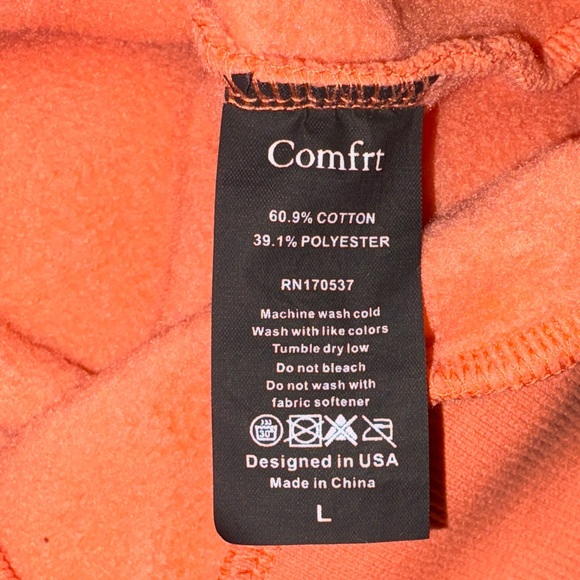 Comfrt
60.9% COTTON
39.1% POLYESTER
RN170537
Machine wash cold
Wash with like colors
Tumble dry low
Do not bleach
Do not wash with
fabric softener
30°
Designed in USA
Made in China
L